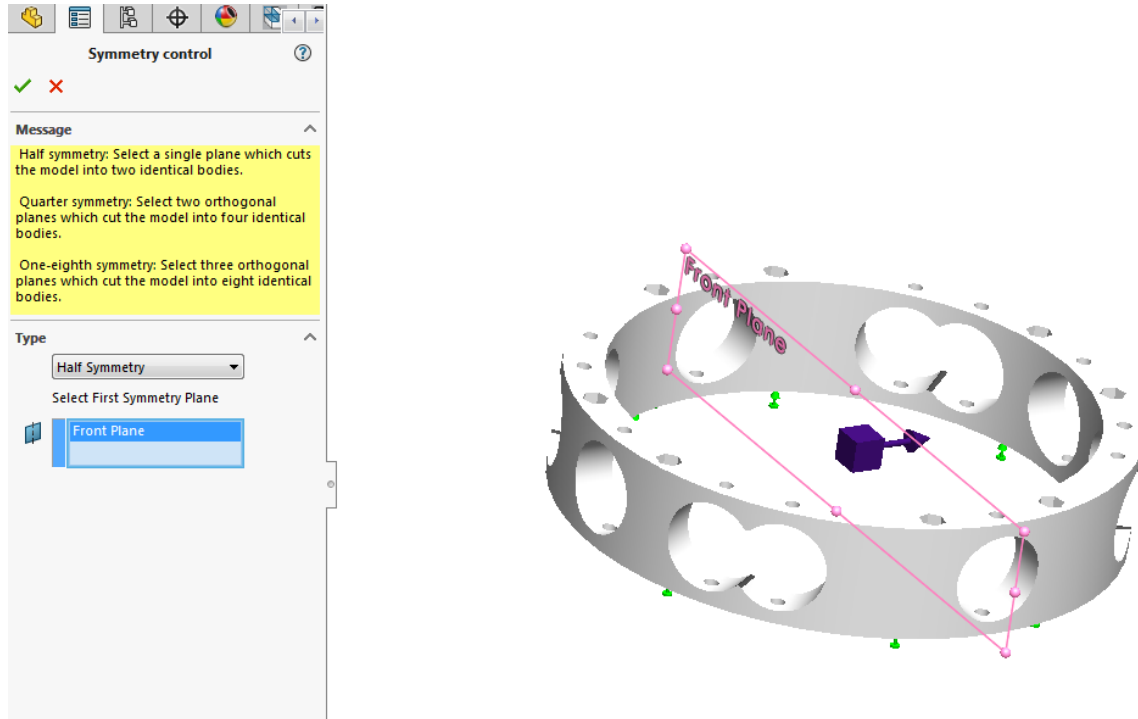 Symmetry control
Message
Half symmetry: Select a single plane which cuts
the model into two identical bodies.
Quarter symmetry: Select two orthogonal
planes which cut the model into four identical
bodies.
One-eighth symmetry: Select three orthogonal
planes which cut the model into eight identical
bodies.
Type
Half Symmetry
Select First Symmetry Plane
Front Plane
Front Plane